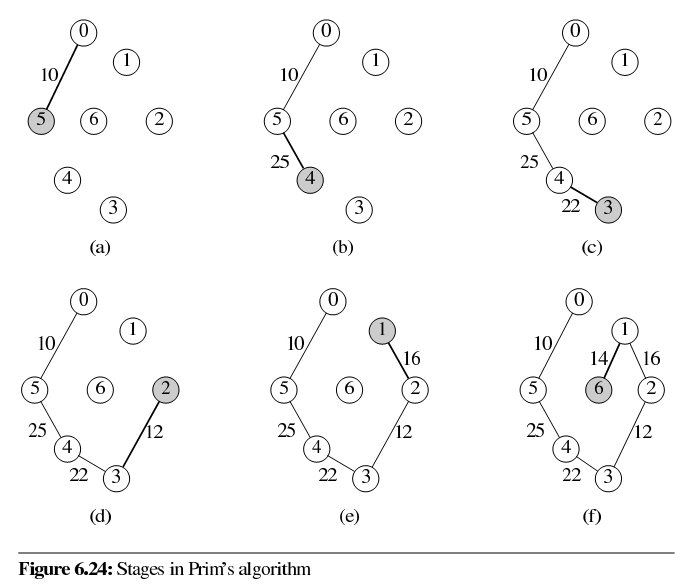 0 0 0
1 1 1
10 10 10
5 6 2 5 6 2 5 6 2
25 25
4 4 4
22
3 3 3
(a) (b) (c)
0 0 0
1 1 1
10 10 16 10 14 16
5 6 2 5 6 2 5 6 2
25 12 25 12 25 12
4 4 4
22 3 22 3 22 3
(d) (e) (f)
Figure 6.24: Stages in Prim's algorithm